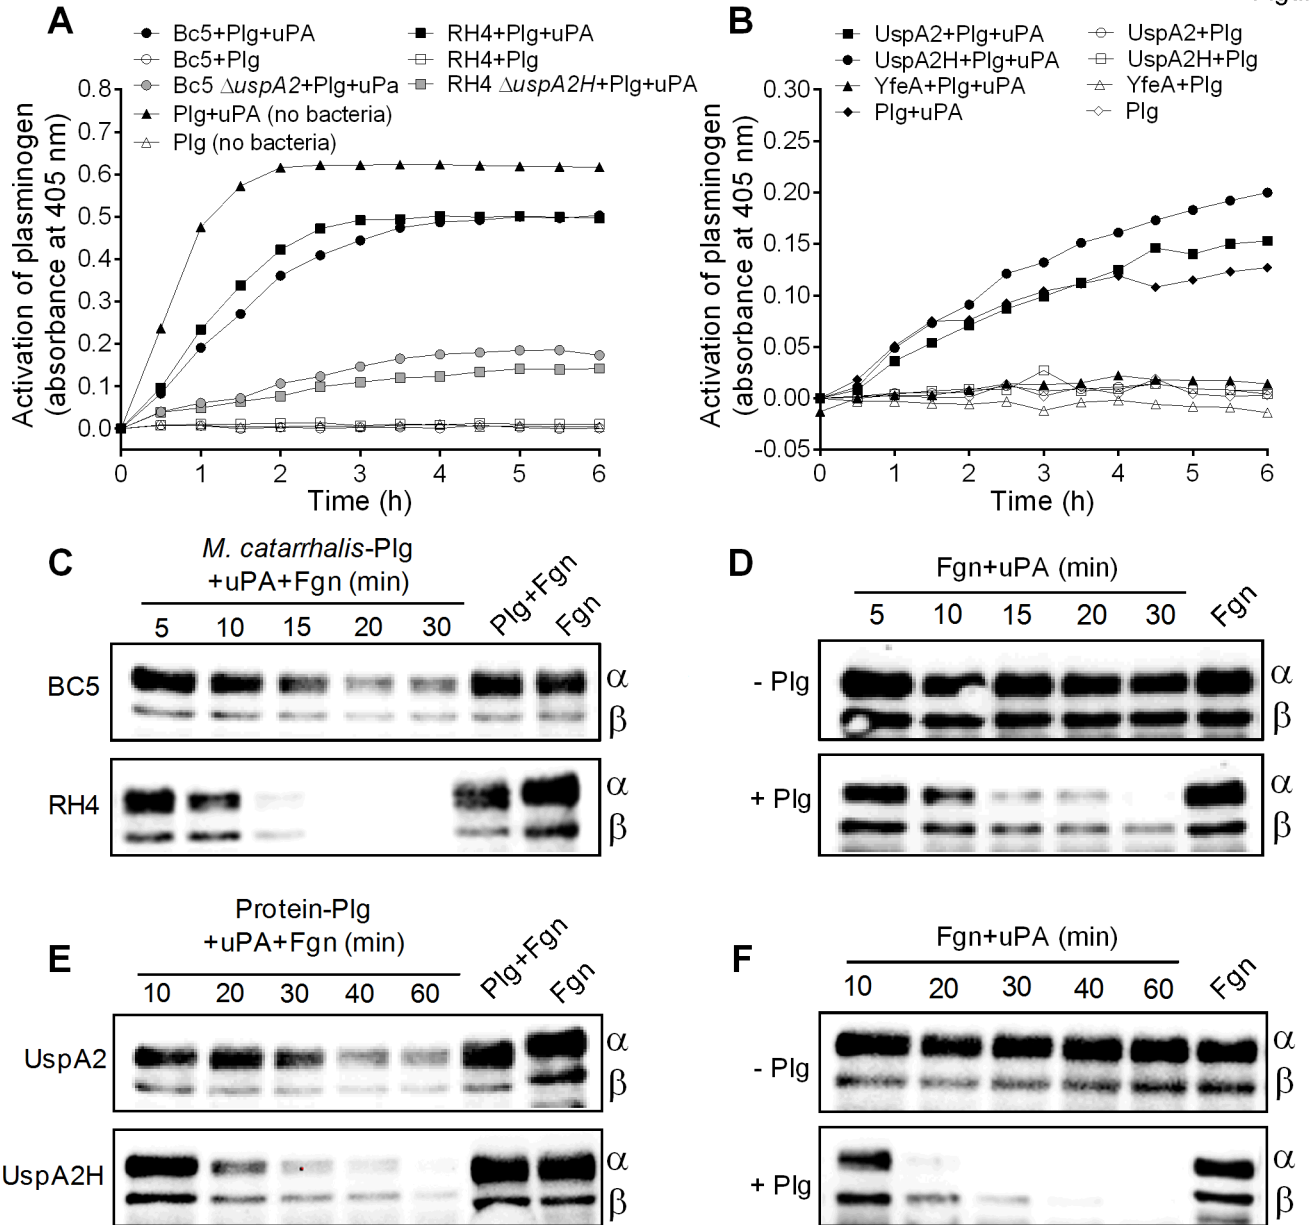 A
Bc5+Plg+uPA
Bc5+Plg
Bc5 ΔuspA2+Plg+uPa
Plg+uPA (no bacteria)
Plg (no bacteria)
RH4+Plg+uPA
RH4+Plg
RH4 ΔuspA2H+Plg+uPA
Activation of plasminogen
(absorbance at 405 nm)
0.8
0.7
0.6
0.5
0.4
0.3
0.2
0.1
0.0
0 1 2 3 4 5 6
Time (h)
B
UspA2+Plg+uPA
UspA2H+Plg+uPA
YfeA+Plg+uPA
Plg+uPA
UspA2+Plg
UspA2H+Plg
YfeA+Plg
Plg
Activation of plasminogen
(absorbance at 405 nm)
0.30
0.25
0.20
0.15
0.10
0.05
0.00
-0.05
0 1 2 3 4 5 6
Time (h)
C
M. catarrhalis-Plg
+uPA+Fgn (min)
5 10 15 20 30 Plg+Fgn Fgn
BC5 α
β
RH4 α
β
D
Fgn+uPA (min)
5 10 15 20 30 Fgn
- Plg α
β
+ Plg α
β
E
Protein-Plg
+uPA+Fgn (min)
10 20 30 40 60 Plg+Fgn Fgn
UspA2 α
β
UspA2H α
β
F
Fgn+uPA (min)
10 20 30 40 60 Fgn
- Plg α
β
+ Plg α
β